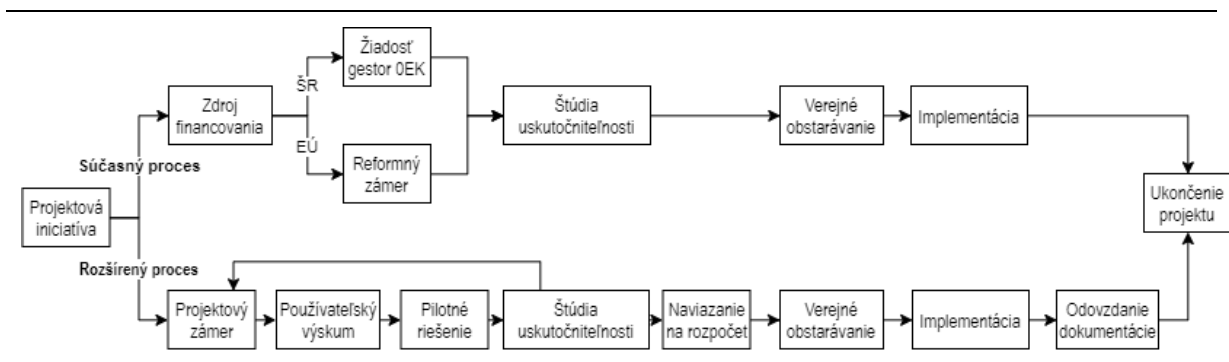 Žiadosť
gestor 0EK
ŠR
Zdroj
financovania
Štúdia
uskutočniteľnosti
Verejné
obstarávanie
Implementácia
EÚ
Reformný
zámer
Súčasný proces
Projektová
iniciatíva
Ukončenie
projektu
Rozšírený proces
Projektový
zámer
Používateľský
výskum
Pilotné
riešenie
Štúdia
uskutočniteľnosti
Naviazanie
na rozpočet
Verejné
obstarávanie
Implementácia
Odovzdanie
dokumentácie